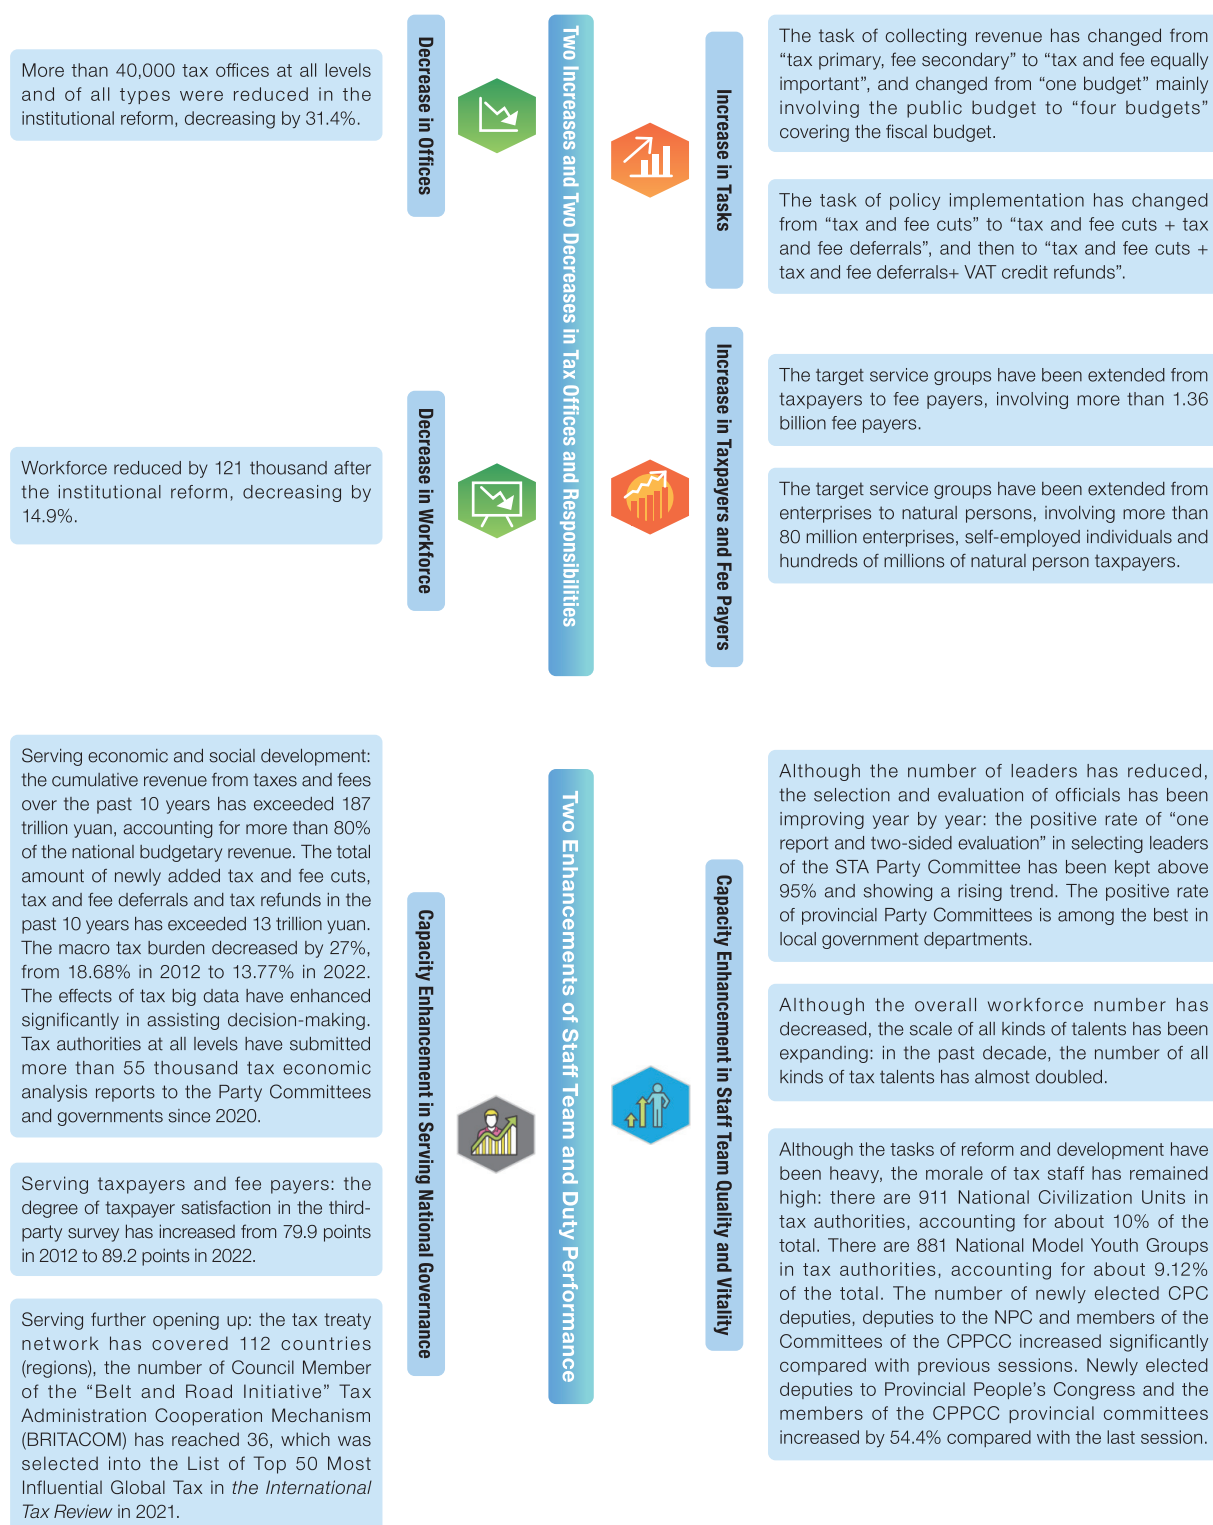 Two Increases and Two Decreases in Tax Offices and Responsibilities
Decrease in Offices
More than 40,000 tax offices at all levels
and of all types were reduced in the
institutional reform, decreasing by 31.4%.
Decrease in Workforce
Workforce reduced by 121 thousand after
the institutional reform, decreasing by
14.9%.
Increase in Tasks
The task of collecting revenue has changed from
“tax primary, fee secondary” to “tax and fee equally
important”, and changed from “one budget” mainly
involving the public budget to “four budgets”
covering the fiscal budget.
The task of policy implementation has changed
from “tax and fee cuts” to “tax and fee cuts + tax
and fee deferrals”, and then to “tax and fee cuts +
tax and fee deferrals+ VAT credit refunds”.
Increase in Taxpayers and Fee Payers
The target service groups have been extended from
taxpayers to fee payers, involving more than 1.36
billion fee payers.
The target service groups have been extended from
enterprises to natural persons, involving more than
80 million enterprises, self-employed individuals and
hundreds of millions of natural person taxpayers.
Two Enhancements of Staff Team and Duty Performance
Capacity Enhancement in Serving National Governance
Serving economic and social development:
the cumulative revenue from taxes and fees
over the past 10 years has exceeded 187
trillion yuan, accounting for more than 80%
of the national budgetary revenue. The total
amount of newly added tax and fee cuts,
tax and fee deferrals and tax refunds in the
past 10 years has exceeded 13 trillion yuan.
The macro tax burden decreased by 27%,
from 18.68% in 2012 to 13.77% in 2022.
The effects of tax big data have enhanced
significantly in assisting decision-making.
Tax authorities at all levels have submitted
more than 55 thousand tax economic
analysis reports to the Party Committees
and governments since 2020.
Serving taxpayers and fee payers: the
degree of taxpayer satisfaction in the third-
party survey has increased from 79.9 points
in 2012 to 89.2 points in 2022.
Serving further opening up: the tax treaty
network has covered 112 countries
(regions), the number of Council Member
of the “Belt and Road Initiative” Tax
Administration Cooperation Mechanism
(BRITACOM) has reached 36, which was
selected into the List of Top 50 Most
Influential Global Tax in the International
Tax Review in 2021.
Capacity Enhancement in Staff Team Quality and Vitality
Although the number of leaders has reduced,
the selection and evaluation of officials has been
improving year by year: the positive rate of “one
report and two-sided evaluation” in selecting leaders
of the STA Party Committee has been kept above
95% and showing a rising trend. The positive rate
of provincial Party Committees is among the best in
local government departments.
Although the overall workforce number has
decreased, the scale of all kinds of talents has been
expanding: in the past decade, the number of all
kinds of tax talents has almost doubled.
Although the tasks of reform and development have
been heavy, the morale of tax staff has remained
high: there are 911 National Civilization Units in
tax authorities, accounting for about 10% of the
total. There are 881 National Model Youth Groups
in tax authorities, accounting for about 9.12%
of the total. The number of newly elected CPC
deputies, deputies to the NPC and members of the
Committees of the CPPCC increased significantly
compared with previous sessions. Newly elected
deputies to Provincial People’s Congress and the
members of the CPPCC provincial committees
increased by 54.4% compared with the last session.